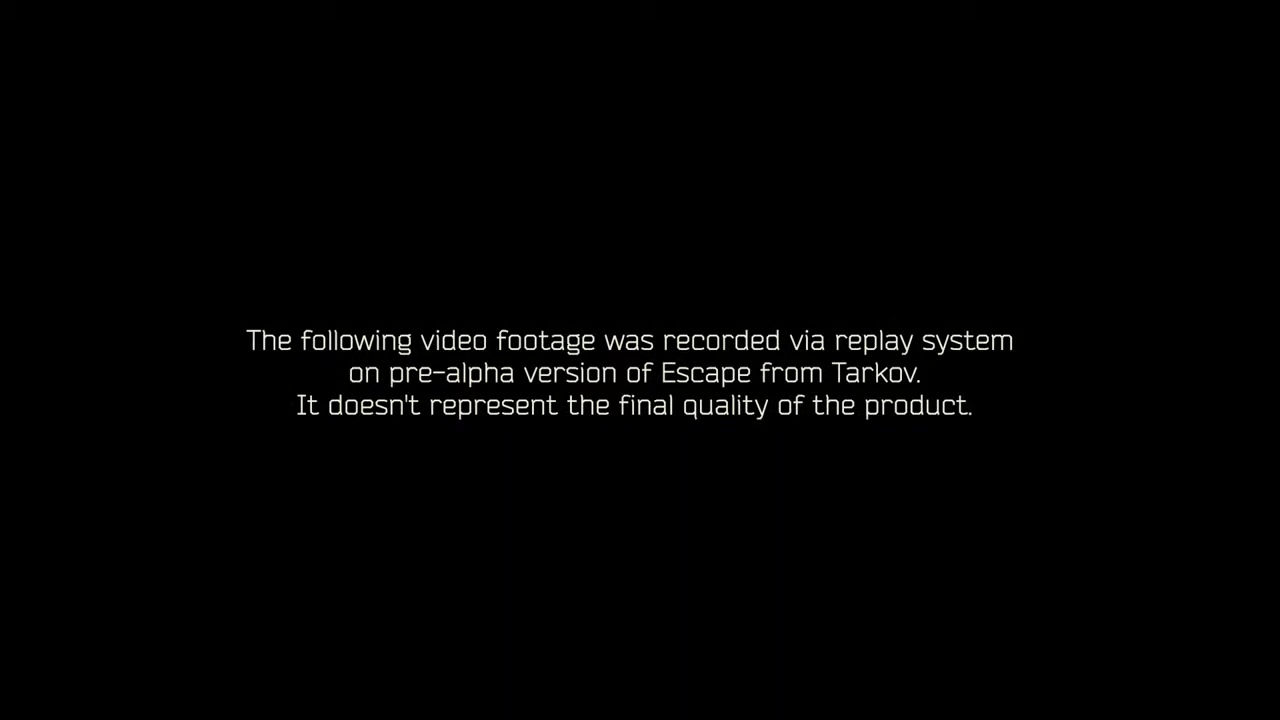 The following video footage was recorded via replay system
on pre-alpha version of Escape from Tarkov.
It doesn't represent the final quality of the product.